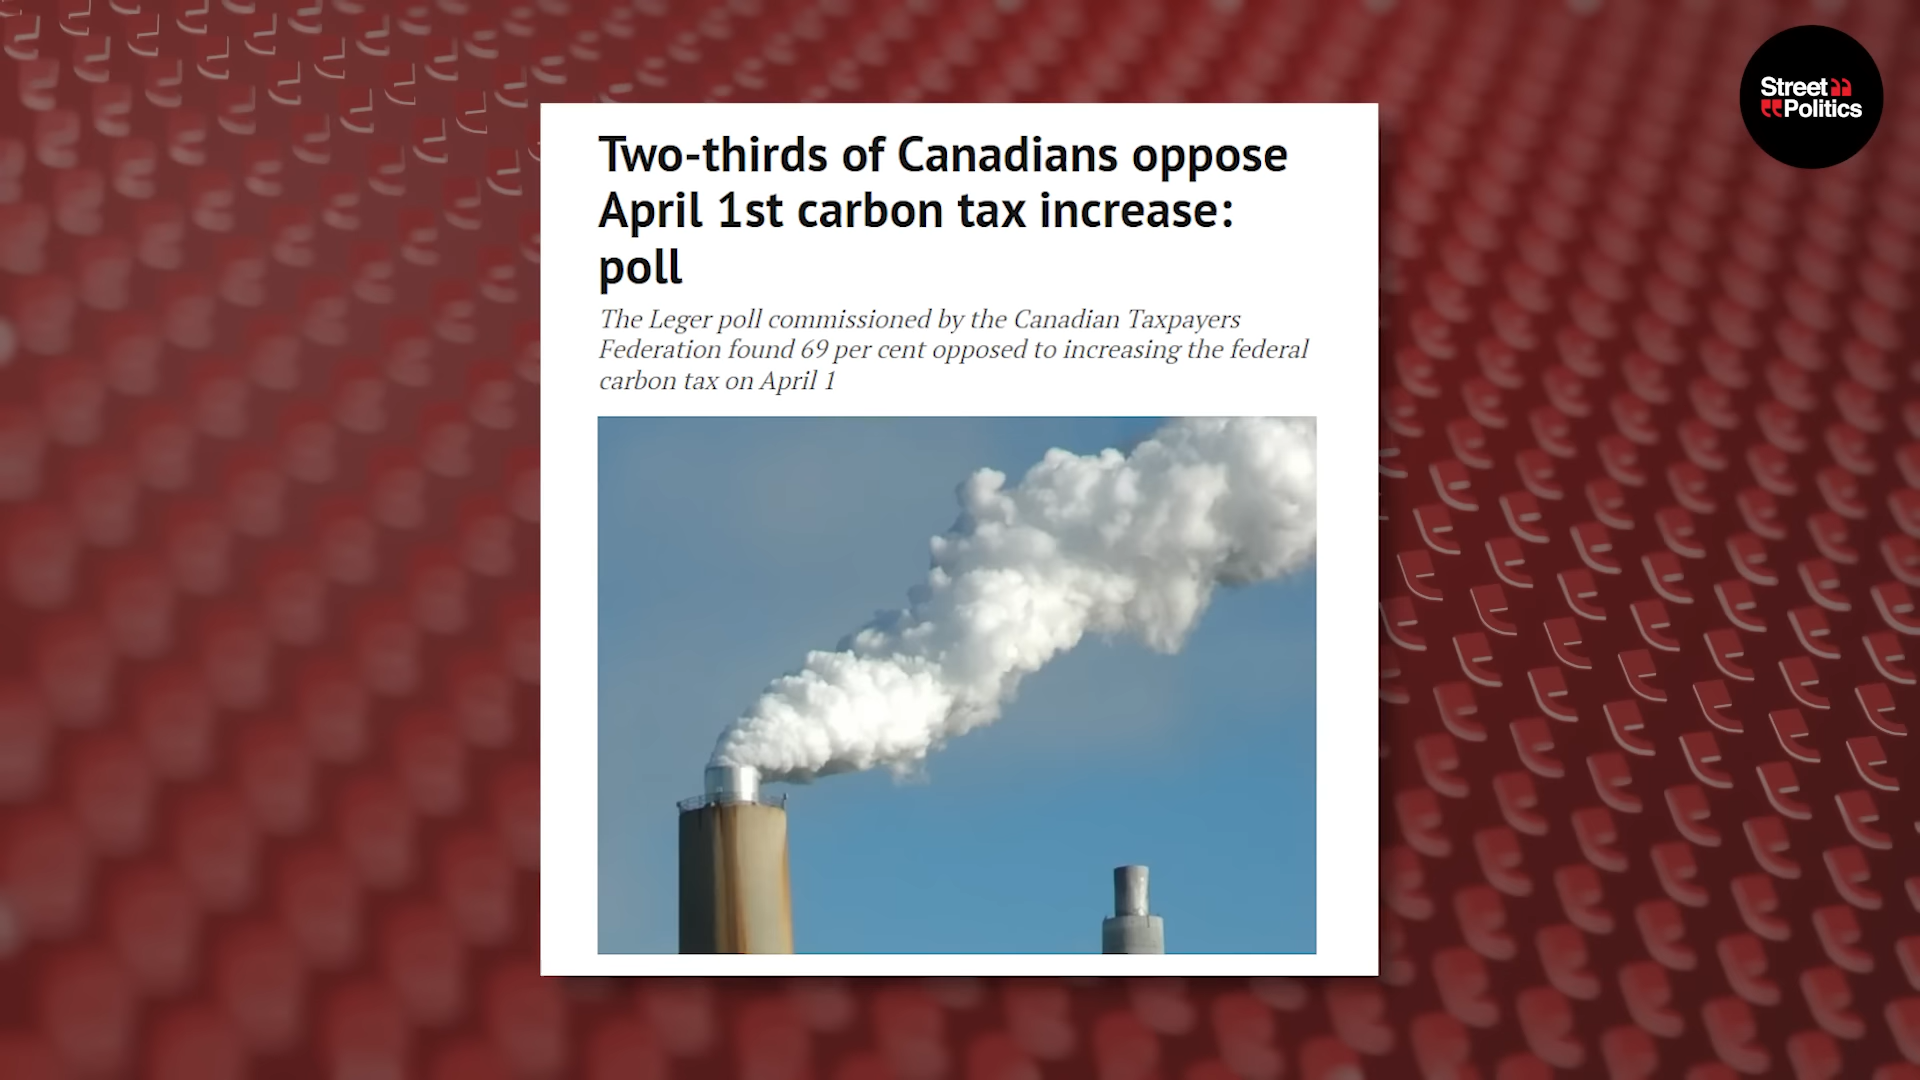 Street
Politics
Two-thirds of Canadians oppose
April 1st carbon tax increase:
poll
The Leger poll commissioned by the Canadian Taxpayers
Federation found 69 per cent opposed to increasing the federal
carbon tax on April 1